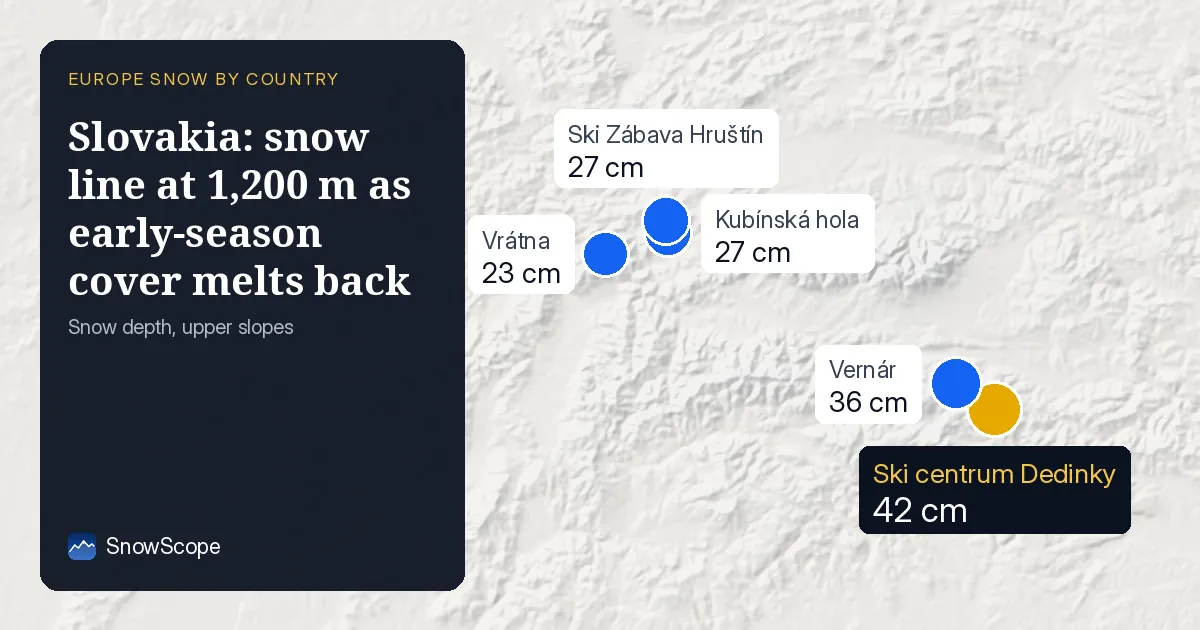 EUROPE SNOW BY COUNTRY
Slovakia: snow
line at 1,200 m as
early-season
cover melts back
Snow depth, upper slopes
SnowScope
Ski Zábava Hruštín
27 cm
Vrátna
23 cm
Kubínská hola
27 cm
Vernár
36 cm
Ski centrum Dedinky
42 cm